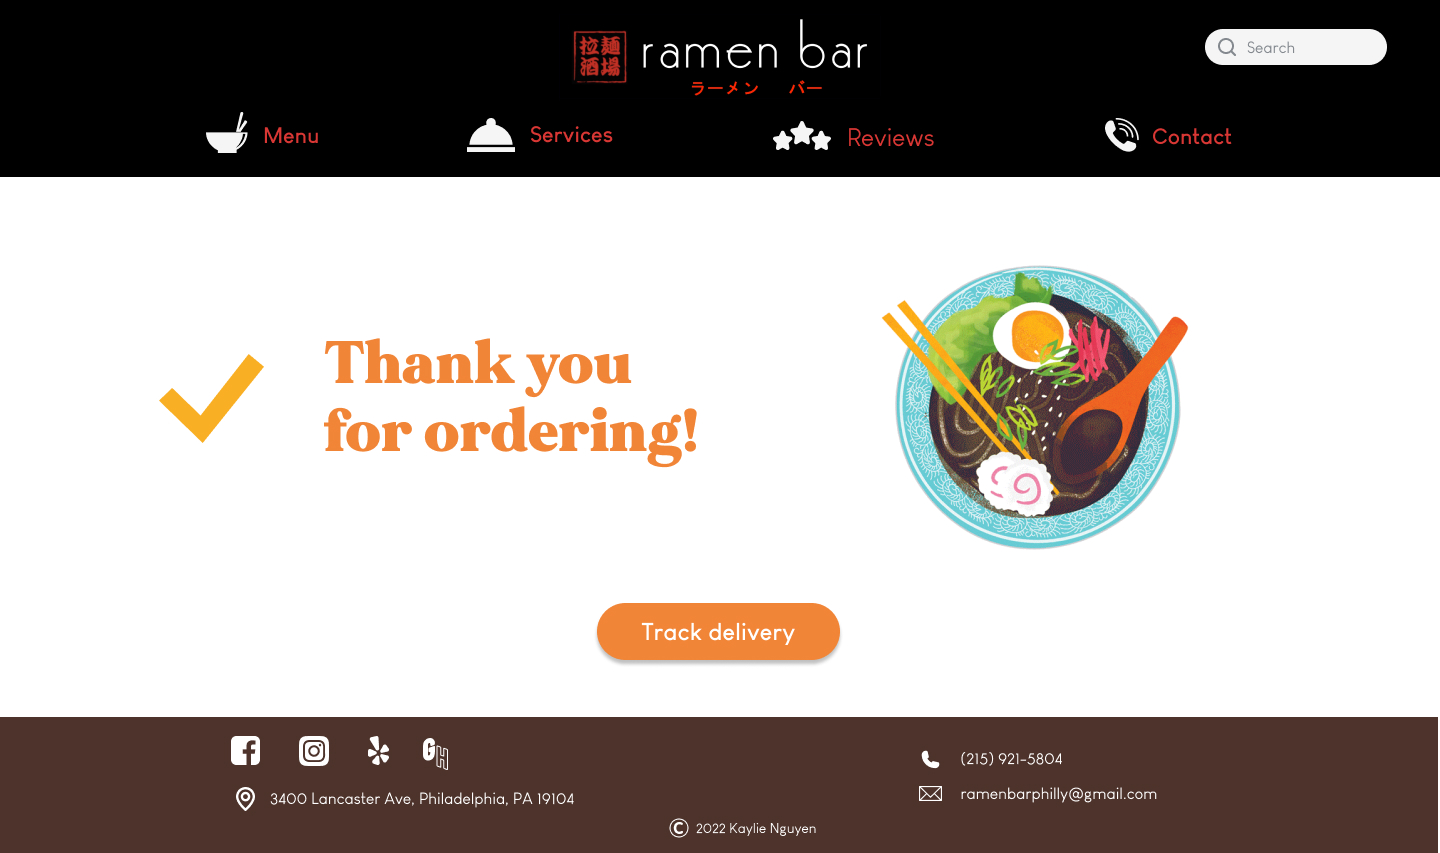 拉麺
酒場
ramen bar
ラーメン バー
Search
Menu
Services
Reviews
Contact
Thank you
for ordering!
Track delivery
GH
(215) 921-5804
3400 Lancaster Ave, Philadelphia, PA 19104
ramenbarphilly@gmail.com
© 2022 Kaylie Nguyen